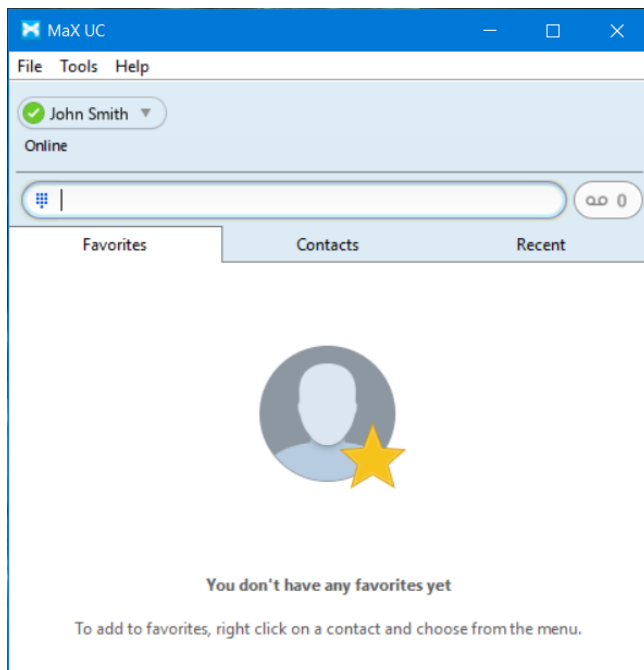 MaX UC
File Tools Help
John Smith
Online
0
Favorites Contacts Recent
You don't have any favorites yet
To add to favorites, right click on a contact and choose from the menu.